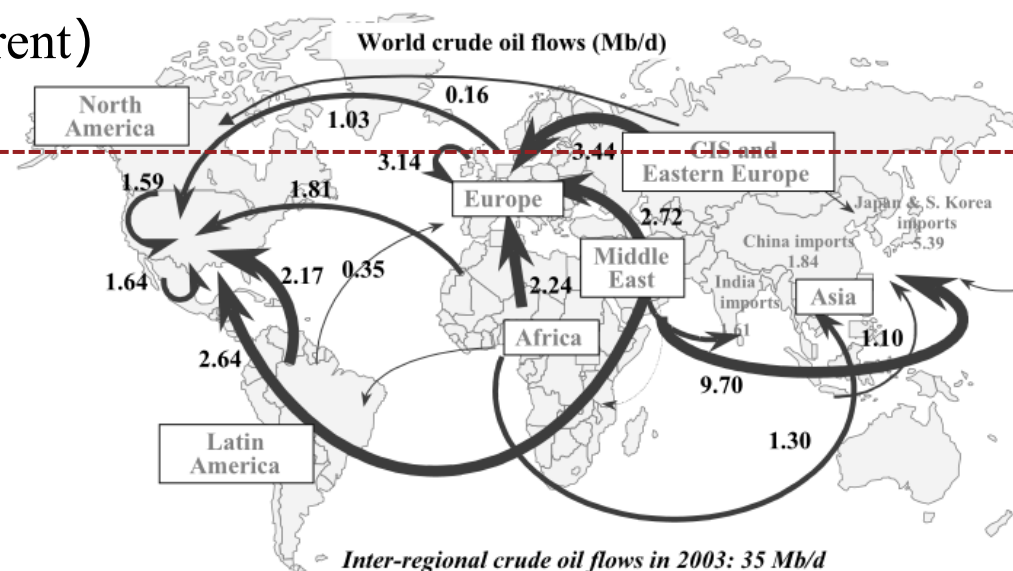 rent)
World crude oil flows (Mb/d)
North
America
0.16
1.03
3.14
3.44
CIS and
Eastern Europe
1.59
1.81
Europe
Japan & S. Korea
imports
5.39
2.72
China imports
1.84
Middle
East
1.64
2.17
0.35
2.24
India
imports
1.61
Asia
Africa
1.10
2.64
9.70
Latin
America
1.30
Inter-regional crude oil flows in 2003: 35 Mb/d